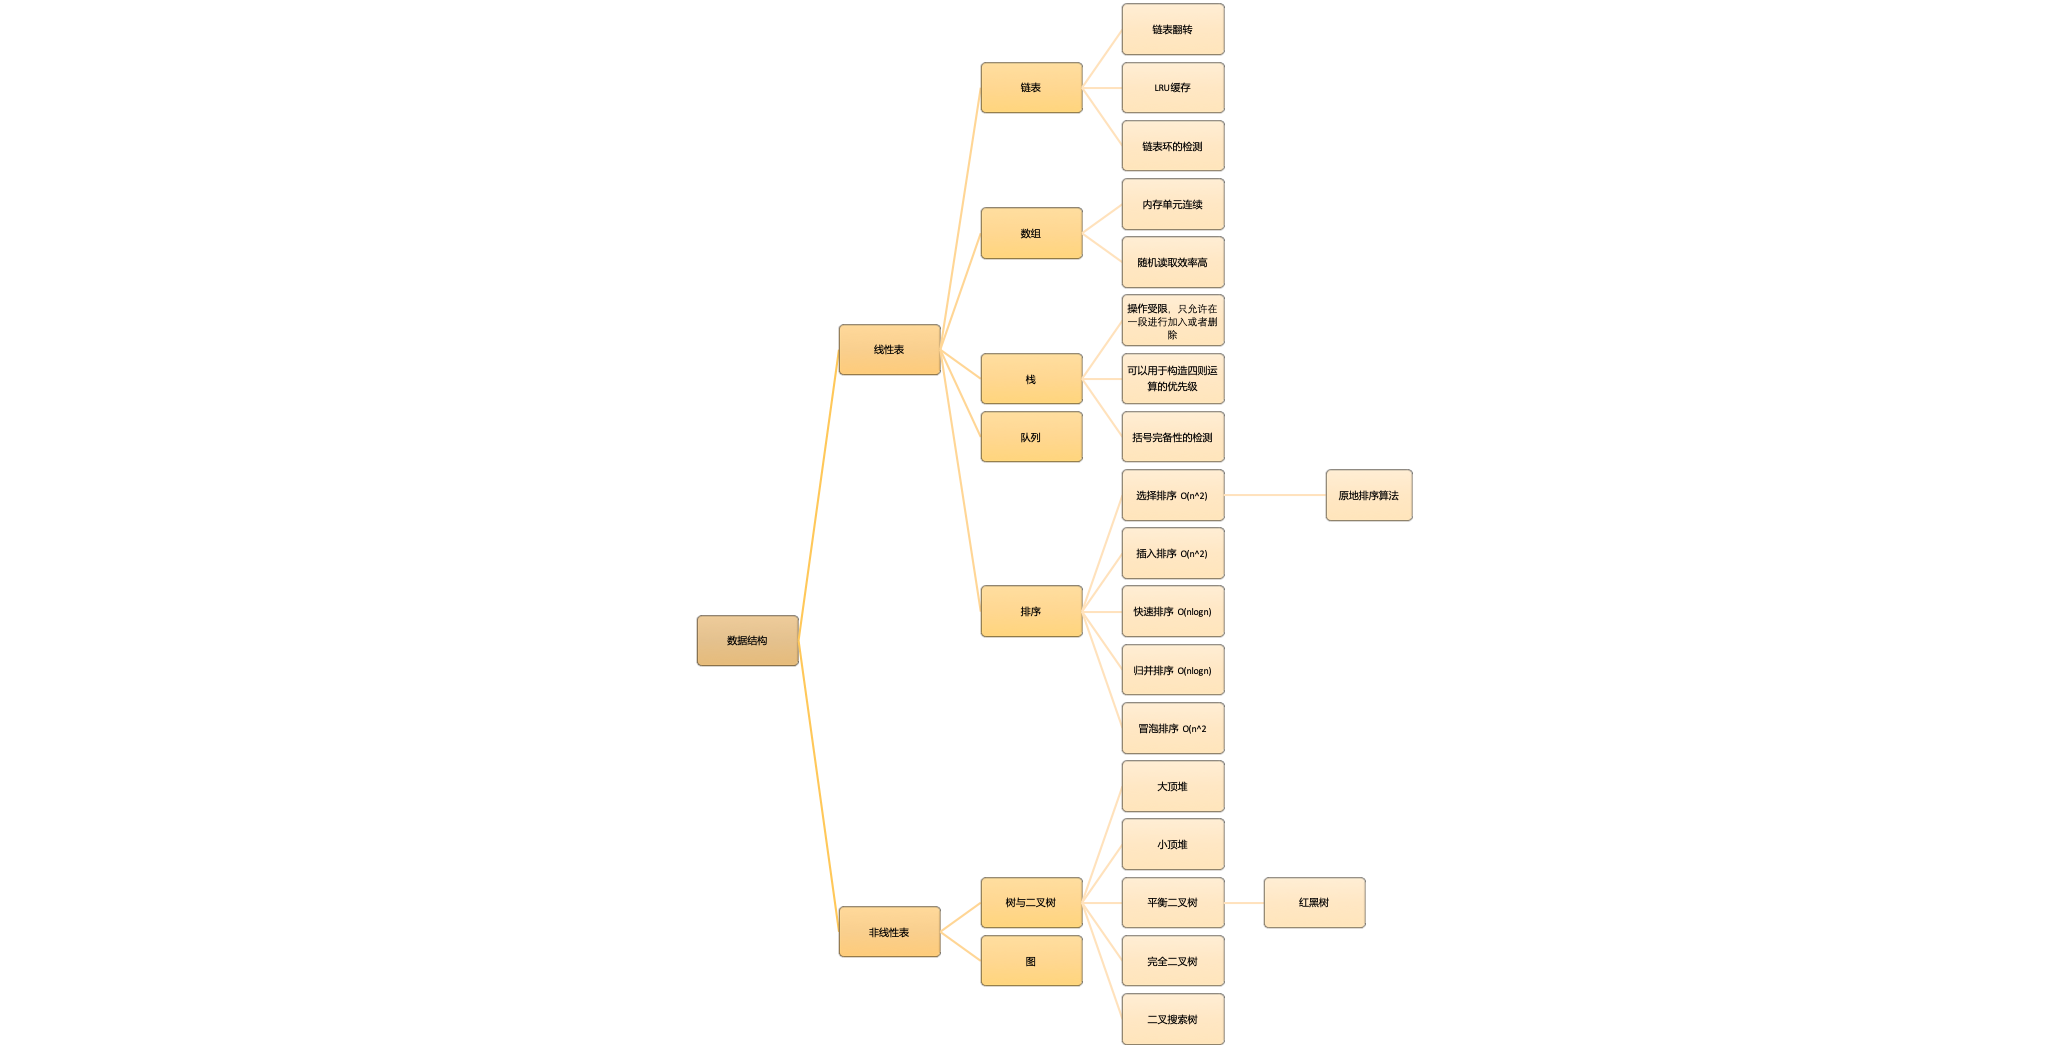 数据结构
线性表
链表
链表翻转
LRU缓存
链表环的检测
数组
内存单元连续
随机读取效率高
栈
操作受限，只允许在
一段进行加入或者删
除
可以用于构造四则运
算的优先级
括号完备性的检测
队列
排序
选择排序 O(n^2)
原地排序算法
插入排序 O(n^2)
快速排序 O(nlogn)
归并排序 O(nlogn)
冒泡排序 O(n^2
非线性表
树与二叉树
大顶堆
小顶堆
平衡二叉树
红黑树
完全二叉树
二叉搜索树
图